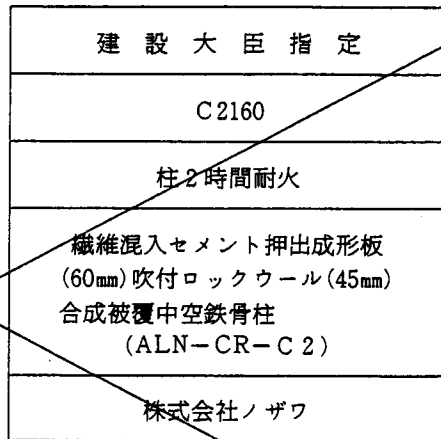 建設大臣指定
C2160
柱2時間耐火
繊維混入セメント押出成形板
(60mm)吹付ロックウール(45mm)
合成被覆中空鉄骨柱
(ALN-CR-C2)
株式会社ノザワ